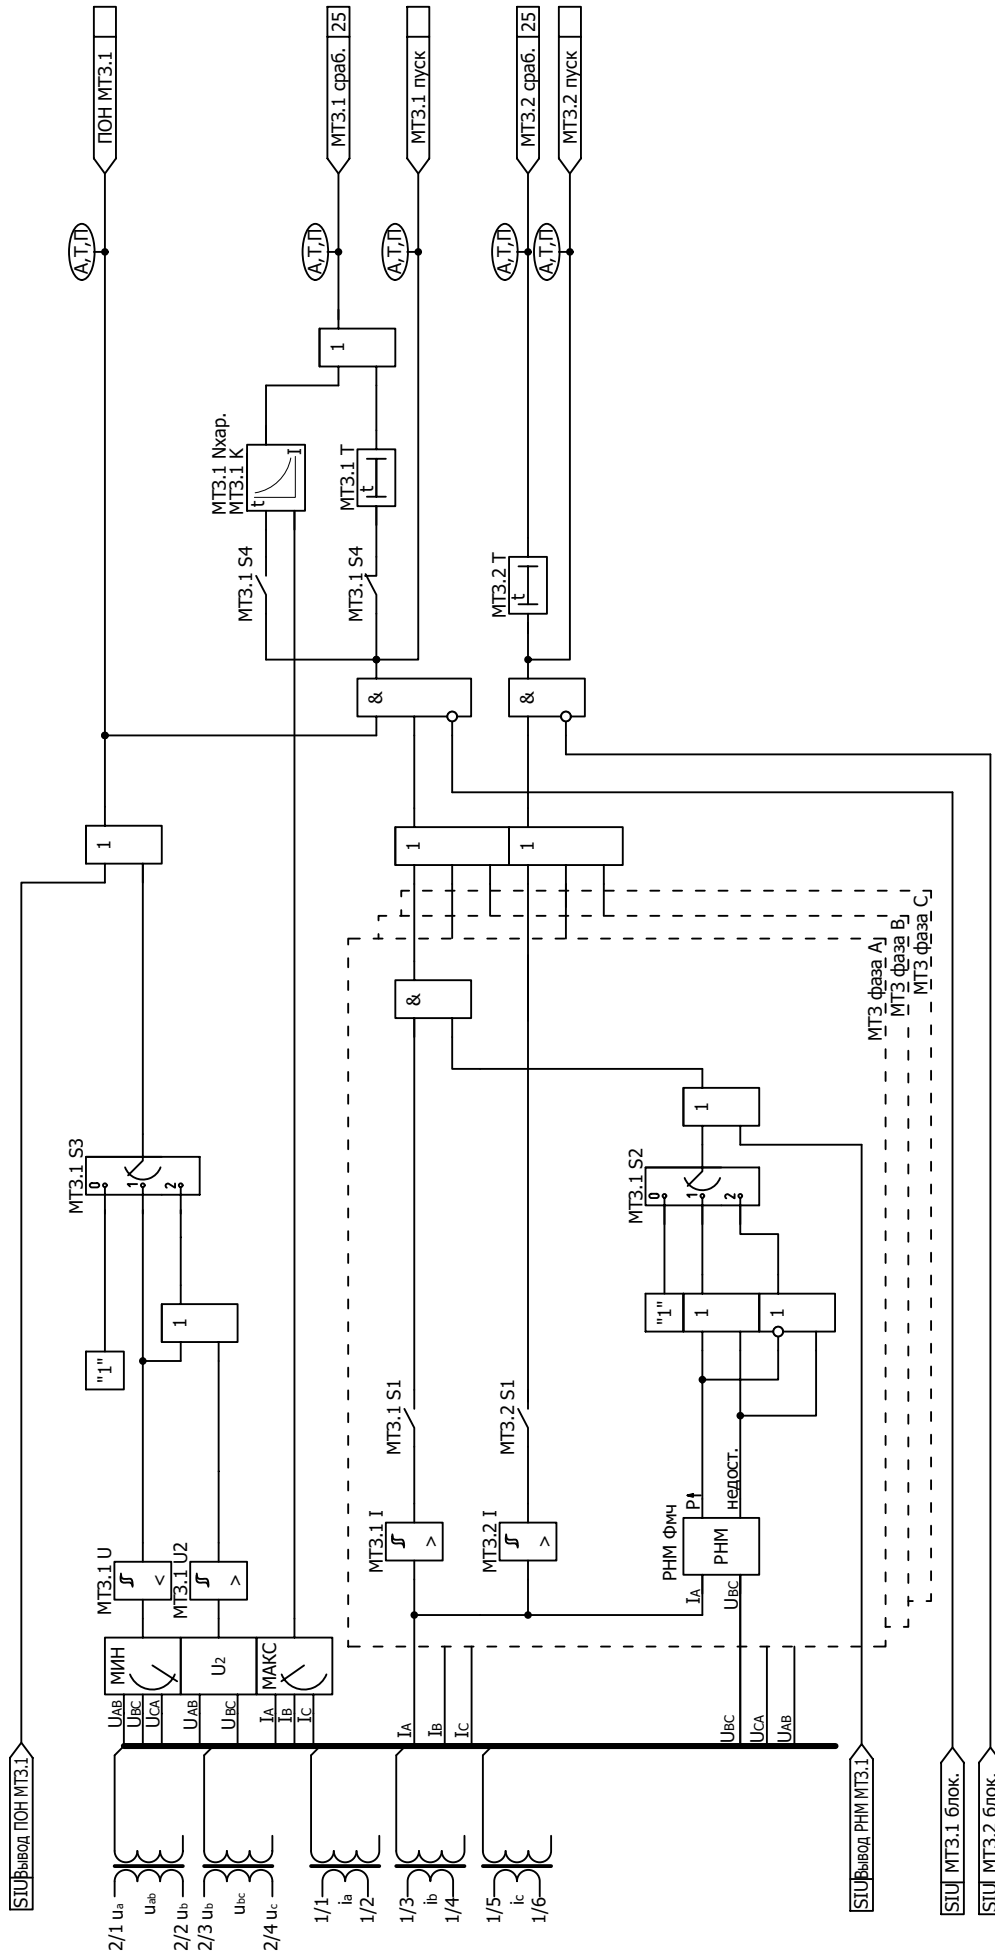 ПОН МТЗ.1
МТЗ.1 сраб. 25
МТЗ.1 пуск
МТЗ.2 сраб. 25
МТЗ.2 пуск
А,Т,П
А,Т,П
А,Т,П
А,Т,П
А,Т,П
1
МТЗ.1 Nхар.
МТЗ.1 К
t
I
МТЗ.1 Т
t
МТЗ.1 S4
МТЗ.1 S4
МТЗ.2 Т
t
&
&
1
1
1
МТЗ фаза А
МТЗ фаза В
МТЗ фаза С
&
1
МТЗ.1 S3
0
1
2
МТЗ.1 S2
0
1
2
"1"
1
"1"
1
1
МТЗ.1 S1
МТЗ.2 S1
МТЗ.1 U
<
МТЗ.1 U2
>
МТЗ.1 I
>
МТЗ.2 I
>
РНМ Фмч
РНМ
Р
недост.
IA
UBC
МИН
U2
МАКС
UAB
UBC
UCA
UAB
UBC
IA
IB
IC
IA
IB
IC
UBC
UCA
UAB
SIU Вывод ПОН МТЗ.1
SIU Вывод РНМ МТЗ.1
SIU МТЗ.1 блок.
SIU МТЗ.2 блок.
2/1 ua
uab
2/2 ub
2/3 ub
ubc
2/4 uc
1/1
ia
1/2
1/3
ib
1/4
1/5
ic
1/6